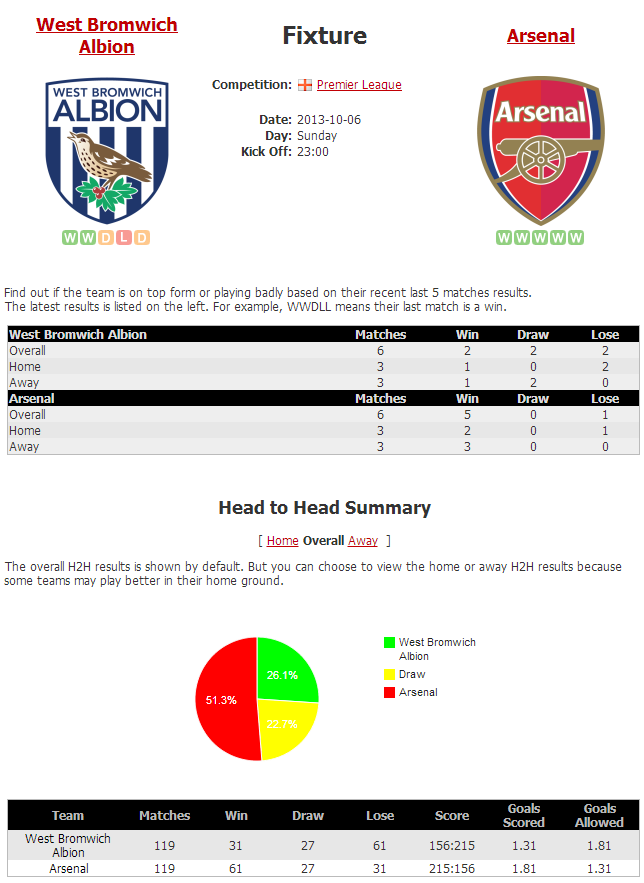 West Bromwich
Albion
Fixture
Arsenal
Competition: Premier League
Date: 2013-10-06
Day: Sunday
Kick Off: 23:00
WEST BROMWICH
ALBION
Arsenal
W W D L D
W W W W W
Find out if the team is on top form or playing badly based on their recent last 5 matches results.
The latest results is listed on the left. For example, WWDLL means their last match is a win.
West Bromwich Albion Matches Win Draw Lose
Overall 6 2 2 2
Home 3 1 0 2
Away 3 1 2 0
Arsenal Matches Win Draw Lose
Overall 6 5 0 1
Home 3 2 0 1
Away 3 3 0 0
Head to Head Summary
[ Home Overall Away ]
The overall H2H results is shown by default. But you can choose to view the home or away H2H results because
some teams may play better in their home ground.
26.1%
51.3%
22.7%
West Bromwich
Albion
Draw
Arsenal
Team Matches Win Draw Lose Score Goals Scored Goals Allowed
West Bromwich Albion 119 31 27 61 156:215 1.31 1.81
Arsenal 119 61 27 31 215:156 1.81 1.31